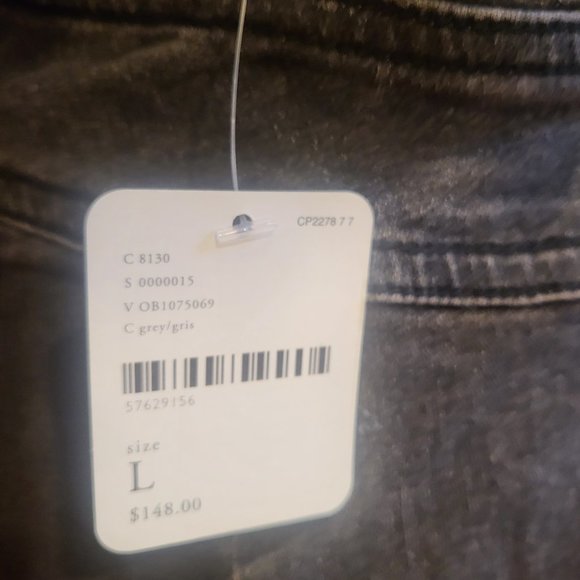 CP2278 7 7
C 8130
S 0000015
V OB1075069
C grey/gris
57629156
size
L
$148.00